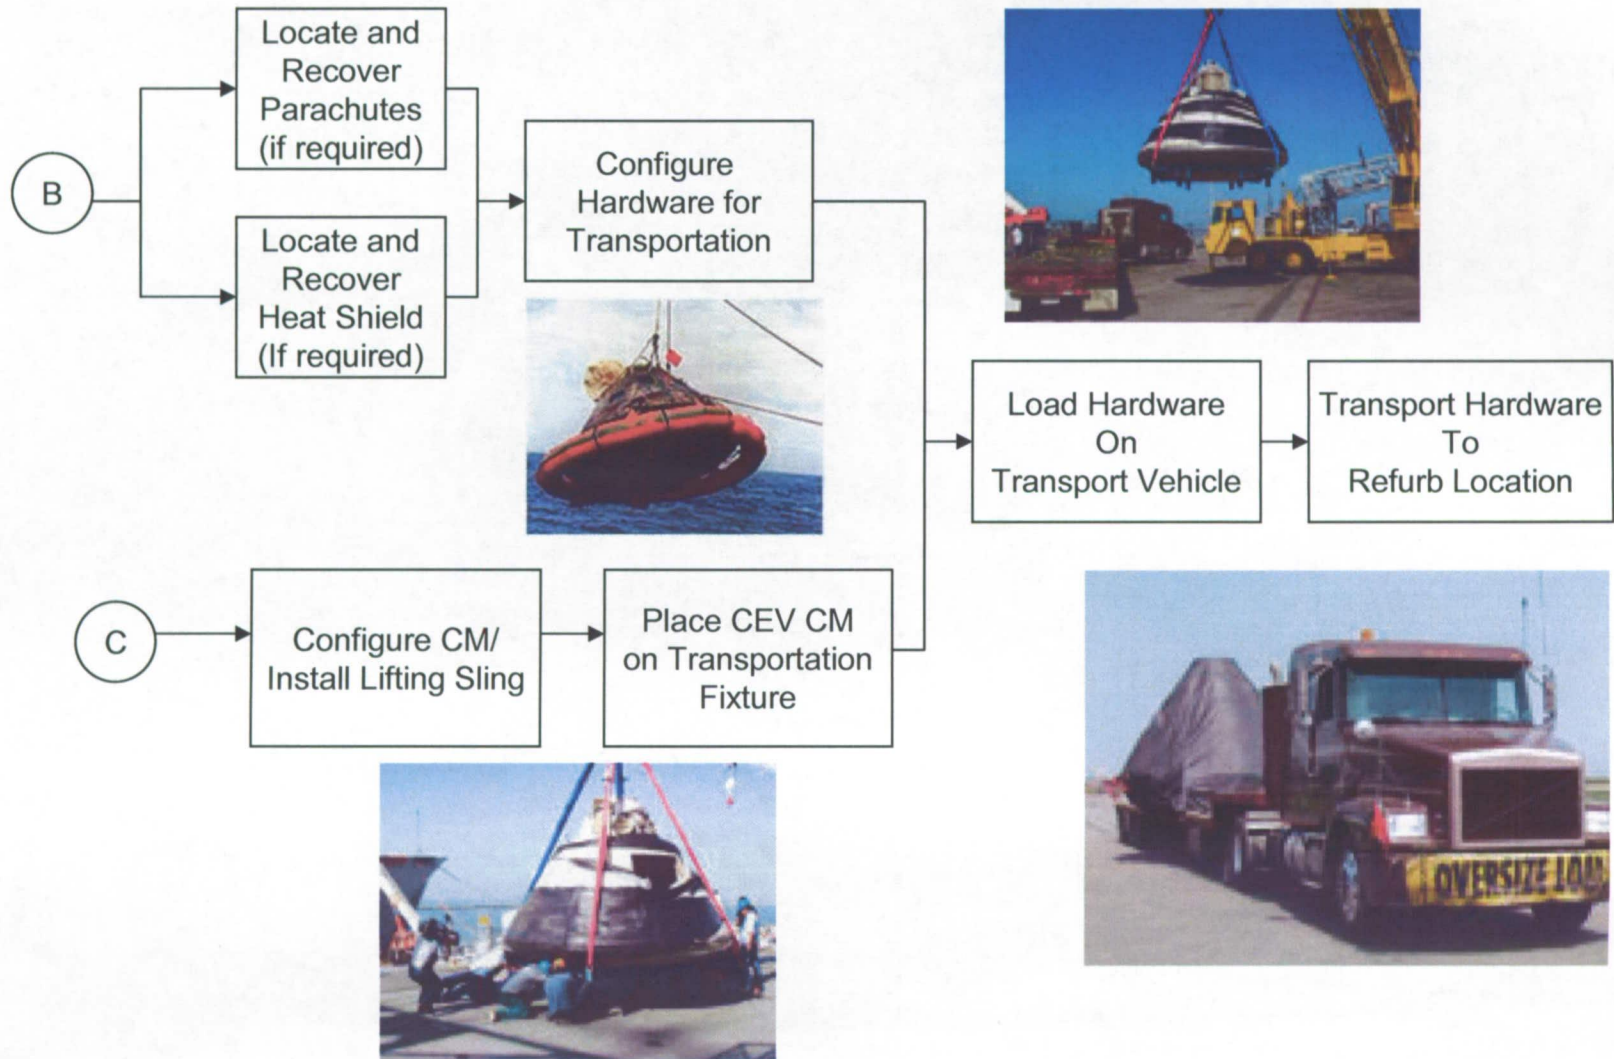 B
Locate and
Recover
Parachutes
(if required)
Locate and
Recover
Heat Shield
(If required)
Configure
Hardware for
Transportation
Load Hardware
On
Transport Vehicle
Transport Hardware
To
Refurb Location
C
Configure CM/
Install Lifting Sling
Place CEV CM
on Transportation
Fixture
OVERSIZE LOAD